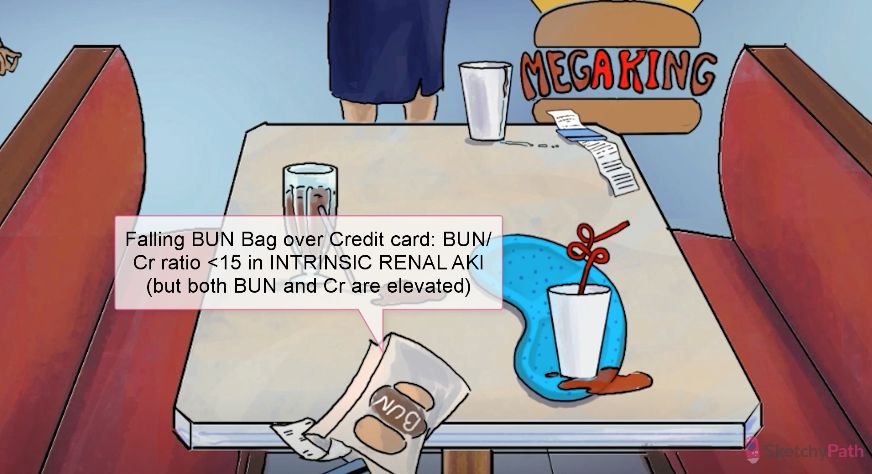 MEGAKING
Falling BUN Bag over Credit card: BUN/
Cr ratio <15 in INTRINSIC RENAL AKI
(but both BUN and Cr are elevated)
BUN
SketchyPath